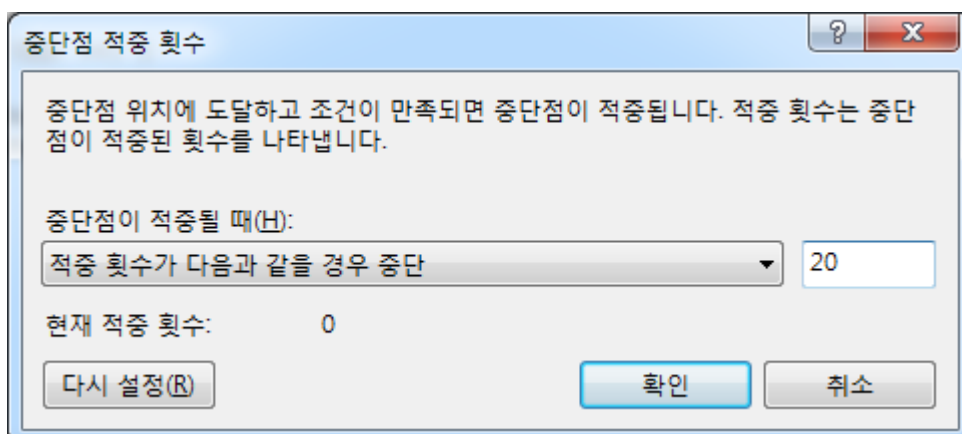 중단점 적중 횟수
중단점 위치에 도달하고 조건이 만족되면 중단점이 적중됩니다. 적중 횟수는 중단
점이 적중된 횟수를 나타냅니다.
중단점이 적중될 때(H):
적중 횟수가 다음과 같을 경우 중단 20
현재 적중 횟수: 0
다시 설정(R) 확인 취소